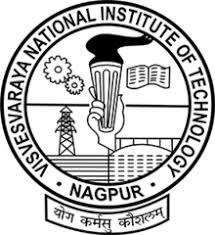 VISVESVARAYA NATIONAL INSTITUTE OF TECHNOLOGY
· NAGPUR ·
योग कर्मसु कौशलम्